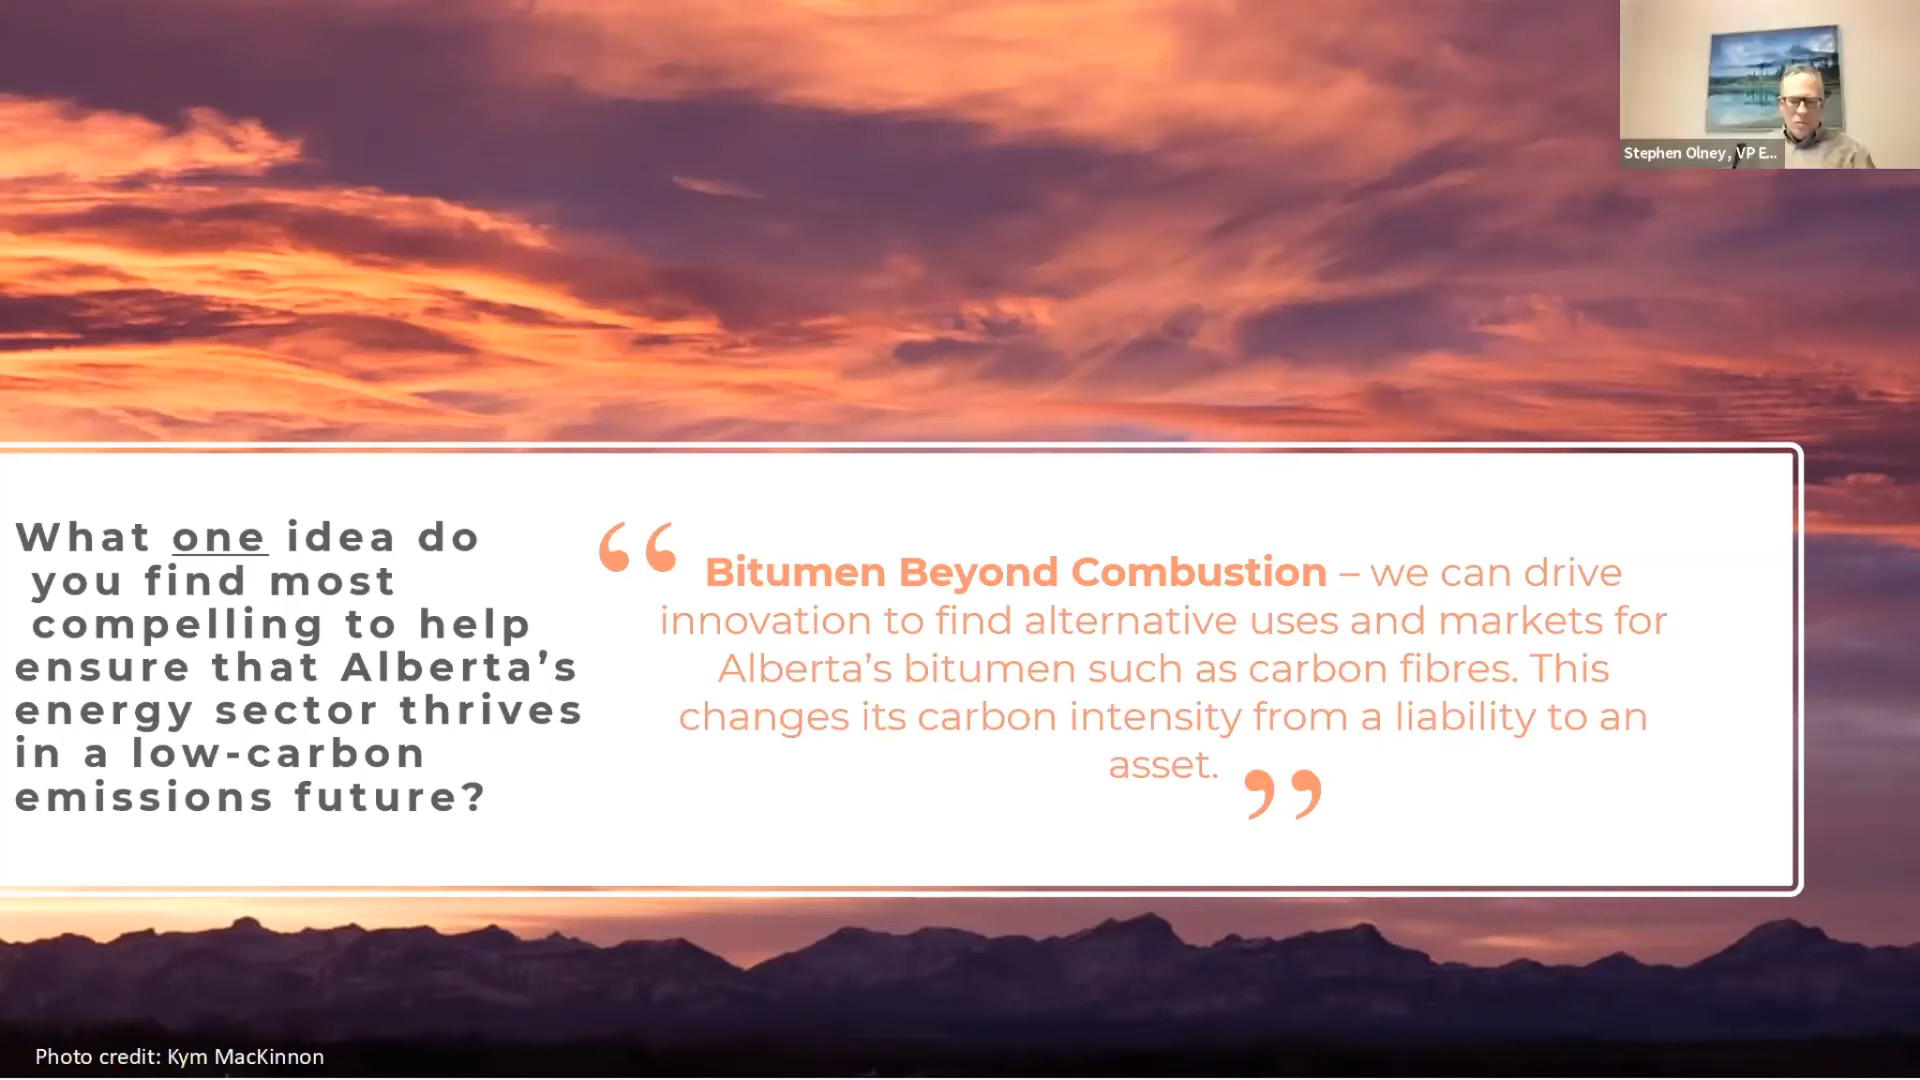 Stephen Olney, VP E...
What one idea do
you find most
compelling to help
ensure that Alberta’s
energy sector thrives
in a low-carbon
emissions future?
“ Bitumen Beyond Combustion – we can drive
innovation to find alternative uses and markets for
Alberta’s bitumen such as carbon fibres. This
changes its carbon intensity from a liability to an
asset. ”
Photo credit: Kym MacKinnon